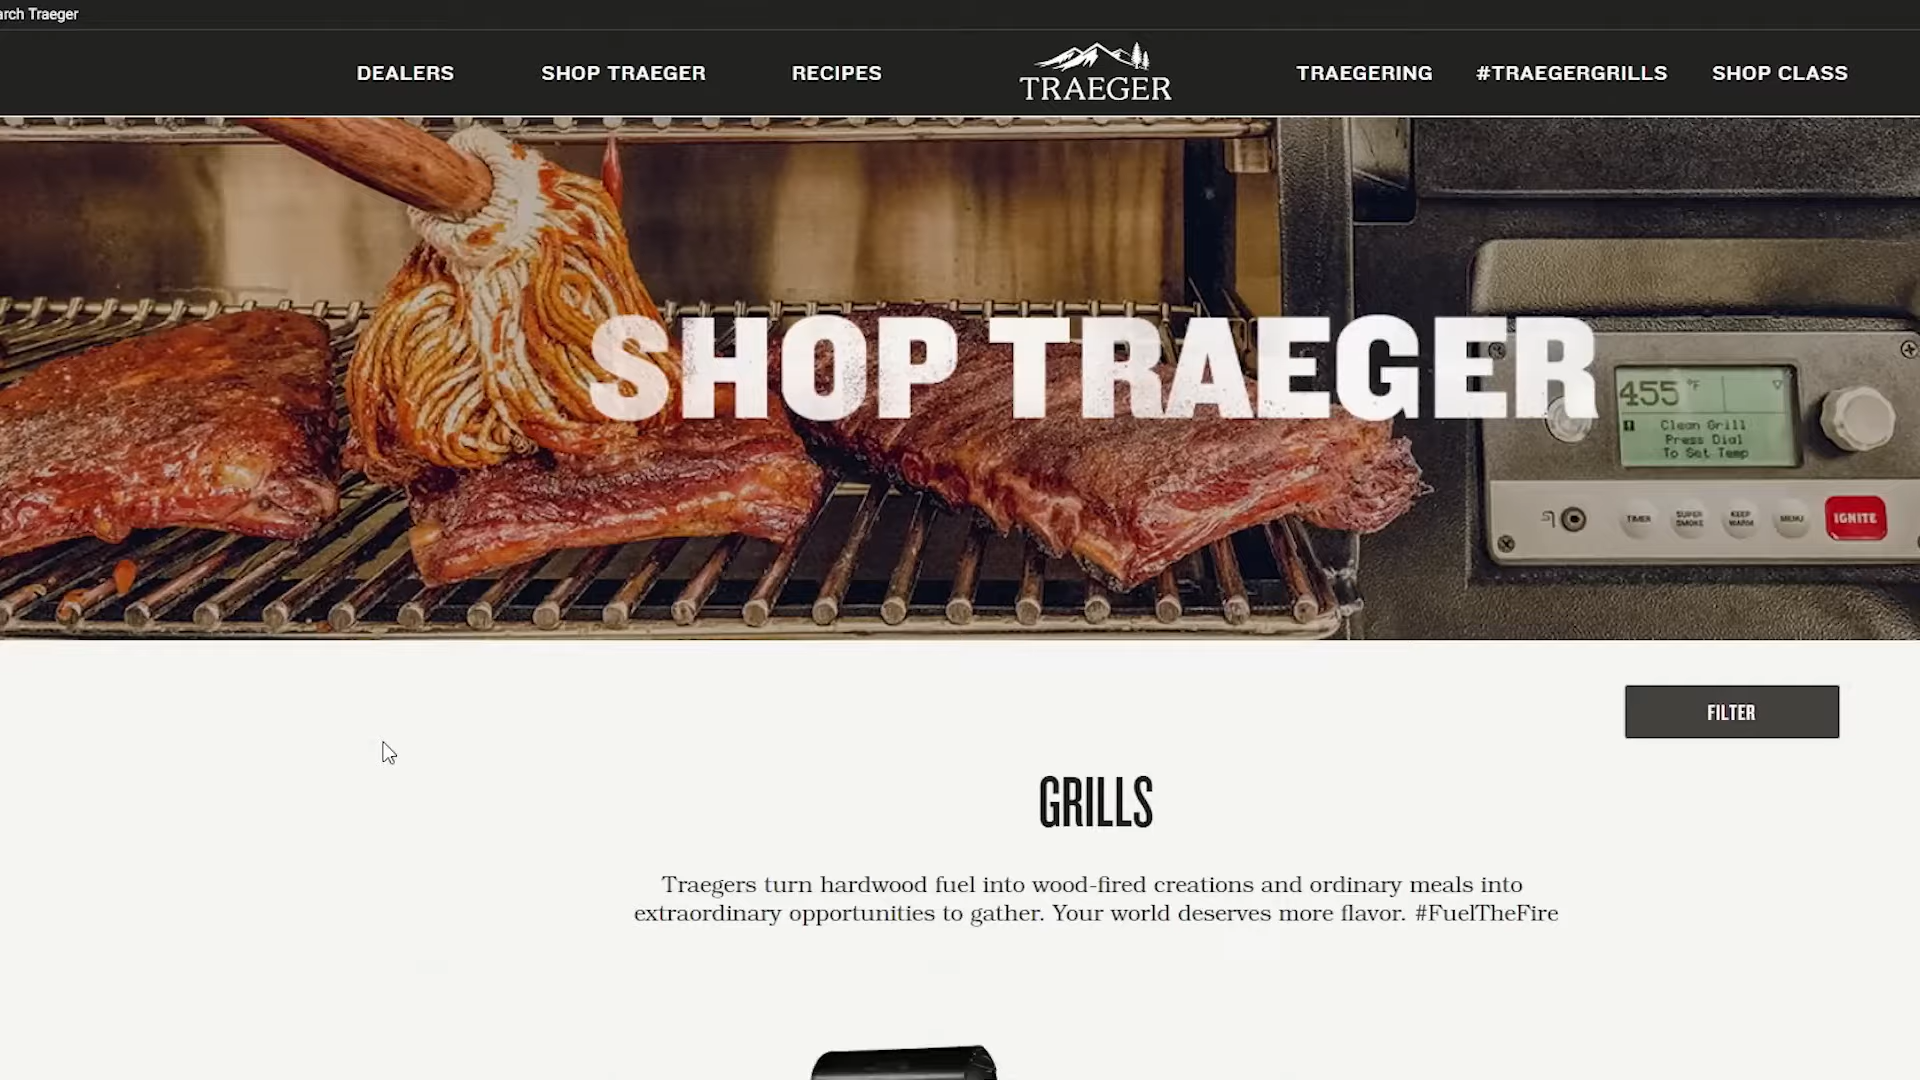 arch Traeger
DEALERS
SHOP TRAEGER
RECIPES
TRAEGER
TRAEGERING
#TRAEGERGRILLS
SHOP CLASS
SHOP TRAEGER
455 °F
Clean Grill
Press Dial
To Set Temp
TIMER
SUPER
SMOKE
KEEP
WARM
MENU
IGNITE
FILTER
GRILLS
Traegers turn hardwood fuel into wood-fired creations and ordinary meals into
extraordinary opportunities to gather. Your world deserves more flavor. #FuelTheFire